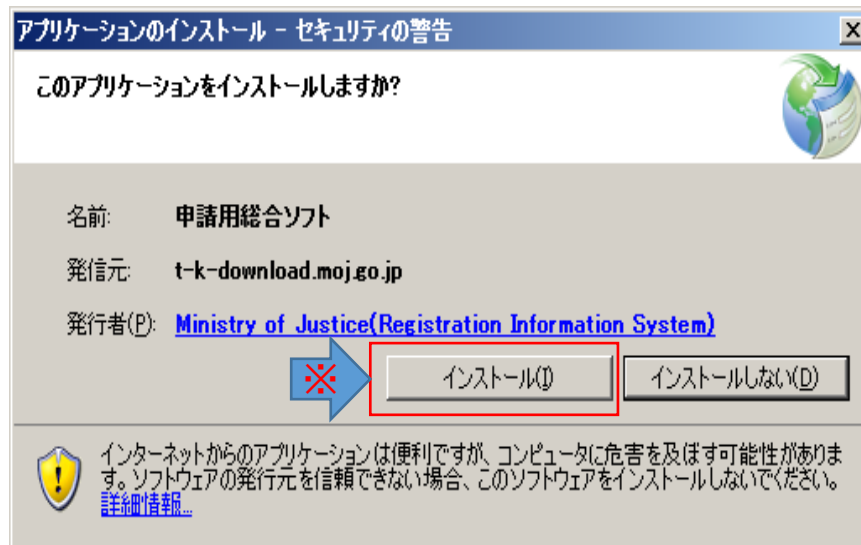 アプリケーションのインストール - セキュリティの警告
このアプリケーションをインストールしますか?
名前: 申請用総合ソフト
発信元: t-k-download.moj.go.jp
発行者(P): Ministry of Justice(Registration Information System)
※ インストール(I) インストールしない(D)
インターネットからのアプリケーションは便利ですが、コンピュータに危害を及ぼす可能性がありま
す。ソフトウェアの発行元を信頼できない場合、このソフトウェアをインストールしないでください。
詳細情報...